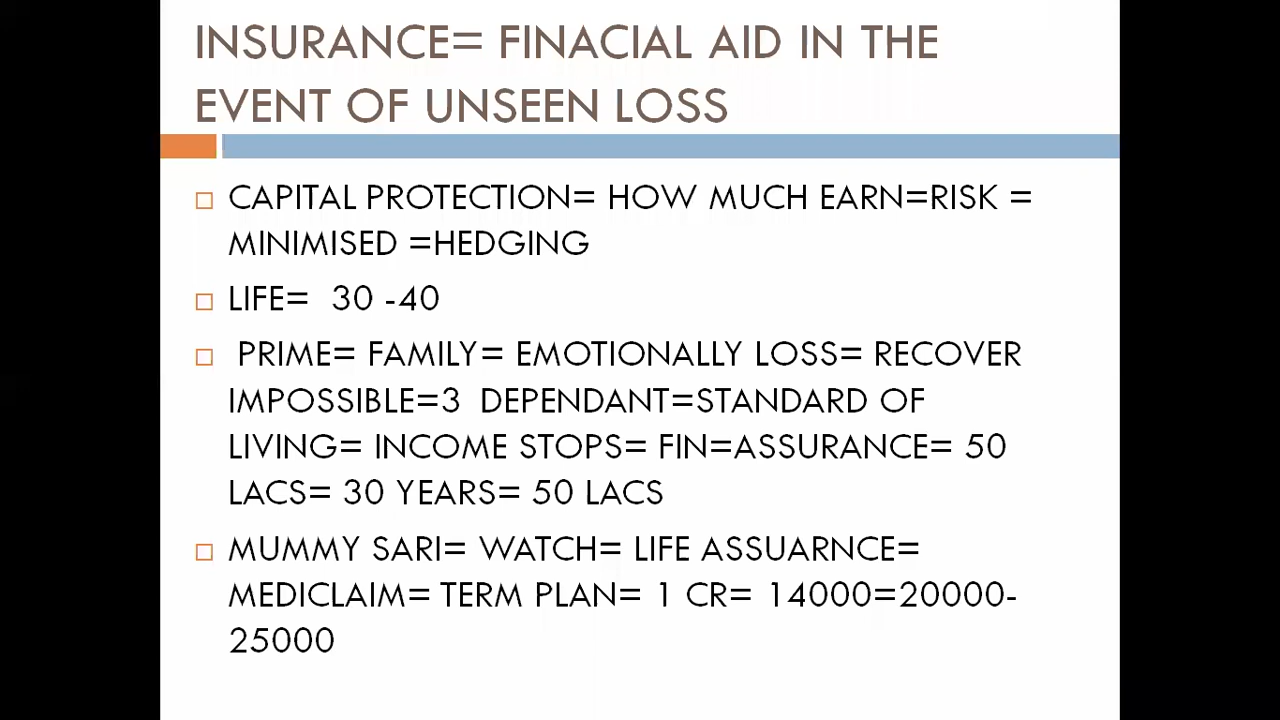 INSURANCE= FINACIAL AID IN THE
EVENT OF UNSEEN LOSS
CAPITAL PROTECTION= HOW MUCH EARN=RISK =
MINIMISED =HEDGING
LIFE=  30 -40
PRIME= FAMILY= EMOTIONALLY LOSS= RECOVER
IMPOSSIBLE=3  DEPENDANT=STANDARD OF
LIVING= INCOME STOPS= FIN=ASSURANCE= 50
LACS= 30 YEARS= 50 LACS
MUMMY SARI= WATCH= LIFE ASSUARNCE=
MEDICLAIM= TERM PLAN= 1 CR= 14000=20000-
25000